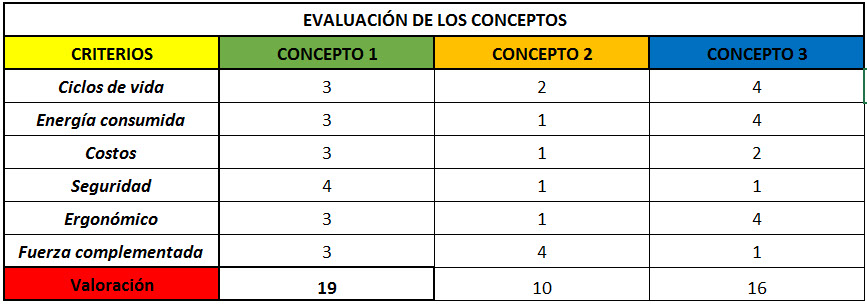 EVALUACIÓN DE LOS CONCEPTOS
CRITERIOS CONCEPTO 1 CONCEPTO 2 CONCEPTO 3
Ciclos de vida 3 2 4
Energía consumida 3 1 4
Costos 3 1 2
Seguridad 4 1 1
Ergonómico 3 1 4
Fuerza complementada 3 4 1
Valoración 19 10 16